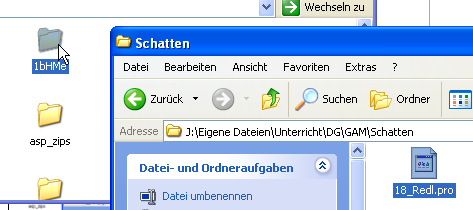 Wechseln zu
1bHMe
asp_zips
Schatten
Datei Bearbeiten Ansicht Favoriten Extras ?
Zurück Suchen Ordner
Adresse J:\Eigene Dateien\Unterricht\DG\GAM\Schatten
Datei- und Ordneraufgaben
Datei umbenennen
18_Redl.pro